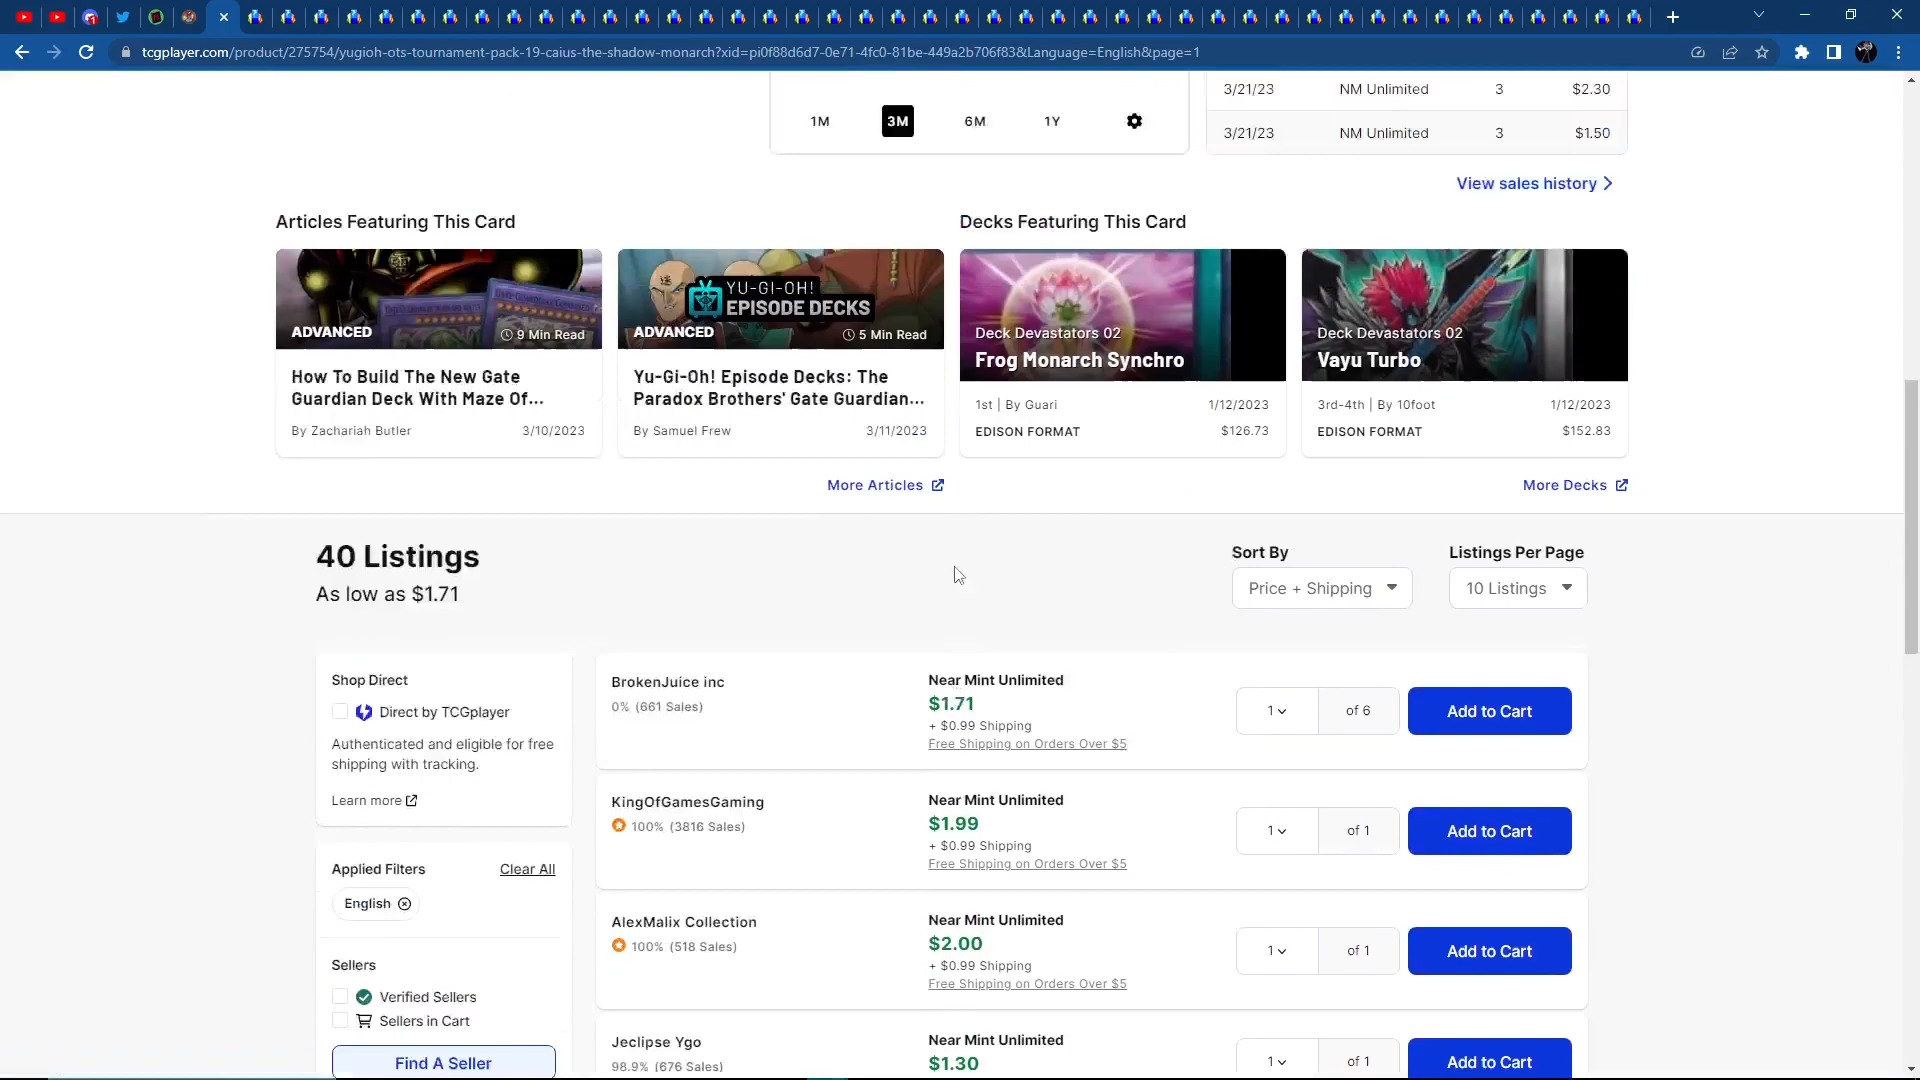 tcgplayer.com/product/275754/yugioh-ots-tournament-pack-19-caius-the-shadow-monarch?xid=pi0f88d6d7-0e71-4fc0-81be-449a2b706f83&Language=English&page=1
1M 3M 6M 1Y
3/21/23 NM Unlimited 3 $2.30
3/21/23 NM Unlimited 3 $1.50
View sales history
Articles Featuring This Card
ADVANCED
9 Min Read
How To Build The New Gate
Guardian Deck With Maze Of...
By Zachariah Butler 3/10/2023
YU-GI-OH!
EPISODE DECKS
ADVANCED
5 Min Read
Yu-Gi-Oh! Episode Decks: The
Paradox Brothers' Gate Guardian...
By Samuel Frew 3/11/2023
More Articles
Decks Featuring This Card
Deck Devastators 02
Frog Monarch Synchro
1st | By Guari 1/12/2023
EDISON FORMAT $126.73
Deck Devastators 02
Vayu Turbo
3rd-4th | By 10foot 1/12/2023
EDISON FORMAT $152.83
More Decks
40 Listings
As low as $1.71
Sort By
Price + Shipping
Listings Per Page
10 Listings
Shop Direct
Direct by TCGplayer
Authenticated and eligible for free
shipping with tracking.
Learn more
Applied Filters Clear All
English
Sellers
Verified Sellers
Sellers in Cart
Find A Seller
BrokenJuice inc
0% (661 Sales)
Near Mint Unlimited
$1.71
+ $0.99 Shipping
Free Shipping on Orders Over $5
1 of 6
Add to Cart
KingOfGamesGaming
100% (3816 Sales)
Near Mint Unlimited
$1.99
+ $0.99 Shipping
Free Shipping on Orders Over $5
1 of 1
Add to Cart
AlexMalix Collection
100% (518 Sales)
Near Mint Unlimited
$2.00
+ $0.99 Shipping
Free Shipping on Orders Over $5
1 of 1
Add to Cart
Jeclipse Ygo
98.9% (676 Sales)
Near Mint Unlimited
$1.30
1 of 1
Add to Cart